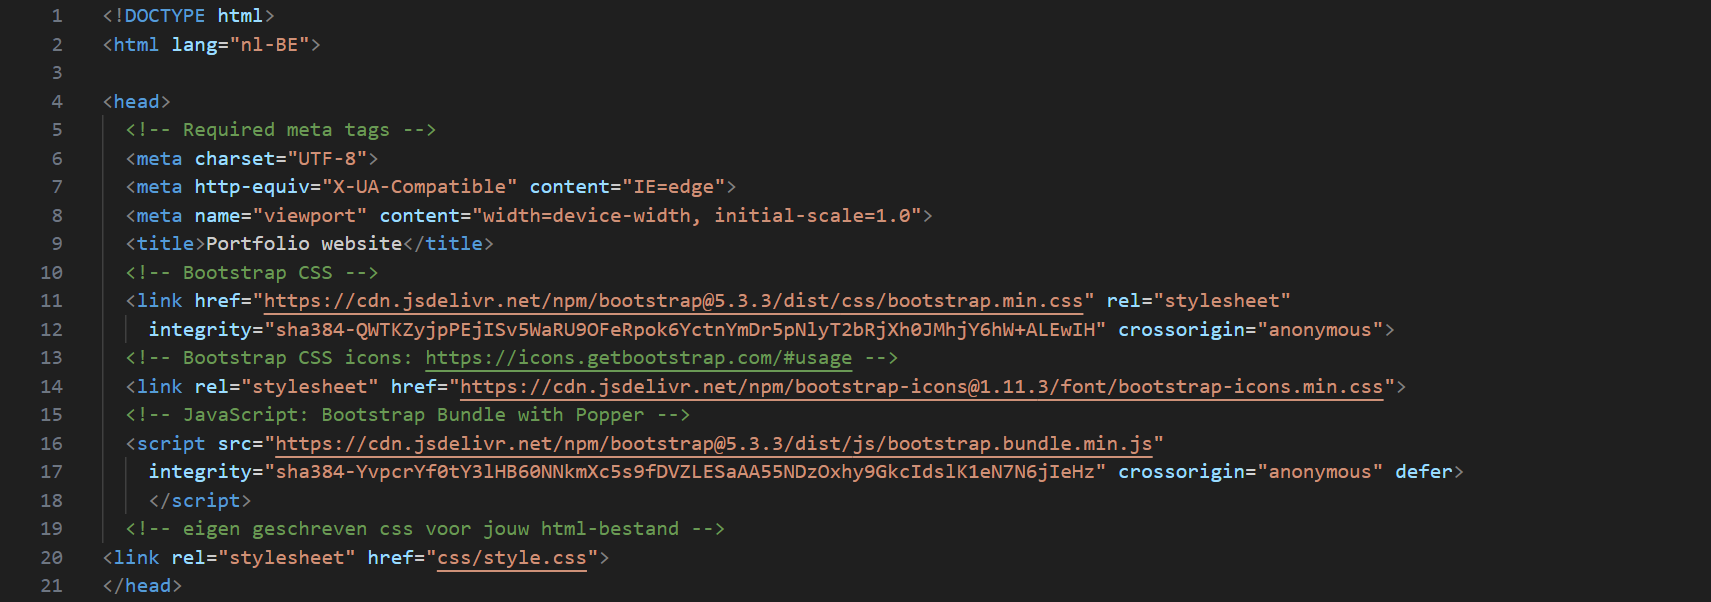 1 <!DOCTYPE html>
2 <html lang="nl-BE">
3
4 <head>
5 <!-- Required meta tags -->
6 <meta charset="UTF-8">
7 <meta http-equiv="X-UA-Compatible" content="IE=edge">
8 <meta name="viewport" content="width=device-width, initial-scale=1.0">
9 <title>Portfolio website</title>
10 <!-- Bootstrap CSS -->
11 <link href="https://cdn.jsdelivr.net/npm/bootstrap@5.3.3/dist/css/bootstrap.min.css" rel="stylesheet"
12 integrity="sha384-QWTKZyjpPEjISv5WaRU9OFeRpok6YctnYmDr5pNlyT2bRjXh0JMhjY6hW+ALEwIH" crossorigin="anonymous">
13 <!-- Bootstrap CSS icons: https://icons.getbootstrap.com/#usage -->
14 <link rel="stylesheet" href="https://cdn.jsdelivr.net/npm/bootstrap-icons@1.11.3/font/bootstrap-icons.min.css">
15 <!-- JavaScript: Bootstrap Bundle with Popper -->
16 <script src="https://cdn.jsdelivr.net/npm/bootstrap@5.3.3/dist/js/bootstrap.bundle.min.js"
17 integrity="sha384-YvpcrYf0tY3lHB60NNkmXc5s9fDVZLESaAA55NDzOxhy9GkcIdslK1eN7N6jIeHz" crossorigin="anonymous" defer>
18 </script>
19 <!-- eigen geschreven css voor jouw html-bestand -->
20 <link rel="stylesheet" href="css/style.css">
21 </head>